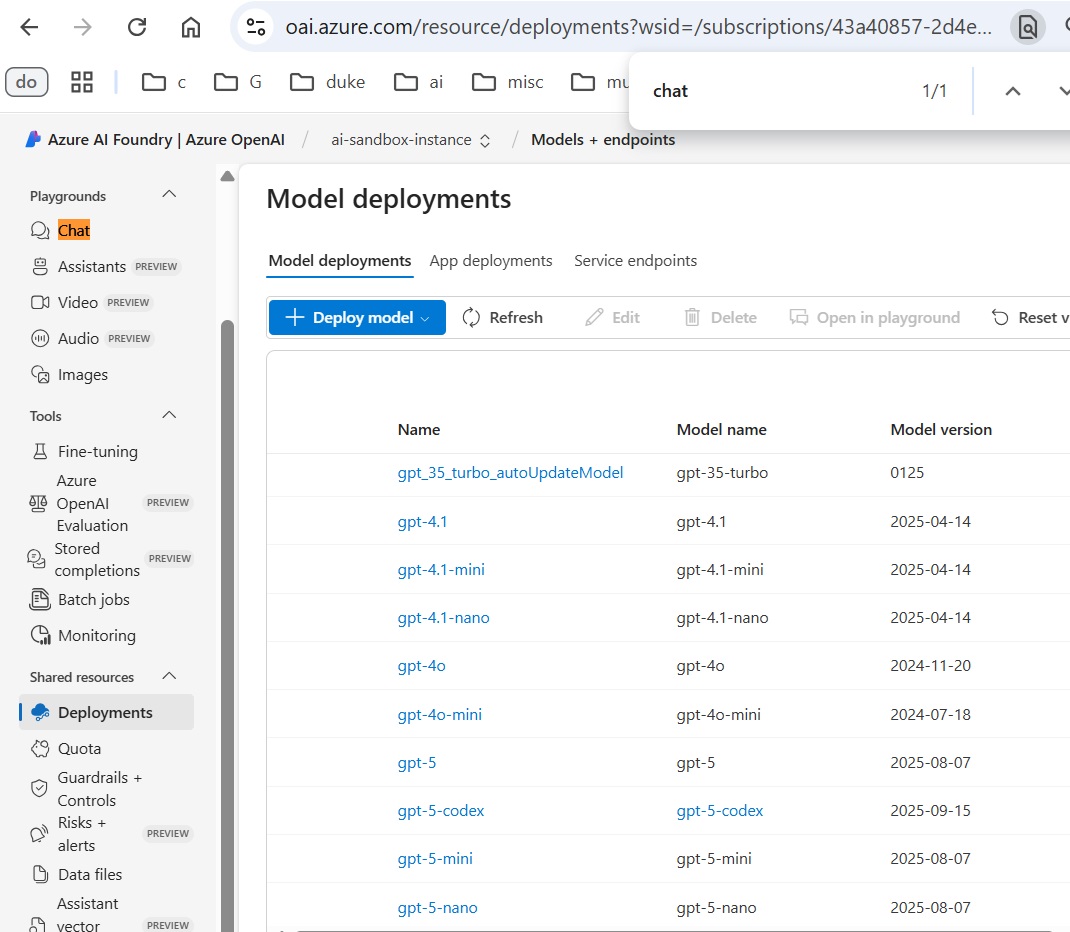 oai.azure.com/resource/deployments?wsid=/subscriptions/43a40857-2d4e...
do c G duke ai misc mu
chat 1/1
Azure AI Foundry | Azure OpenAI / ai-sandbox-instance / Models + endpoints
Playgrounds
Chat
Assistants PREVIEW
Video PREVIEW
Audio PREVIEW
Images
Tools
Fine-tuning
Azure
OpenAI
Evaluation
PREVIEW
Stored
completions
PREVIEW
Batch jobs
Monitoring
Shared resources
Deployments
Quota
Guardrails +
Controls
Risks +
alerts
PREVIEW
Data files
Assistant
vector
PREVIEW
Model deployments
Model deployments App deployments Service endpoints
Deploy model Refresh Edit Delete Open in playground Reset v
Name Model name Model version
gpt_35_turbo_autoUpdateModel gpt-35-turbo 0125
gpt-4.1 gpt-4.1 2025-04-14
gpt-4.1-mini gpt-4.1-mini 2025-04-14
gpt-4.1-nano gpt-4.1-nano 2025-04-14
gpt-4o gpt-4o 2024-11-20
gpt-4o-mini gpt-4o-mini 2024-07-18
gpt-5 gpt-5 2025-08-07
gpt-5-codex gpt-5-codex 2025-09-15
gpt-5-mini gpt-5-mini 2025-08-07
gpt-5-nano gpt-5-nano 2025-08-07